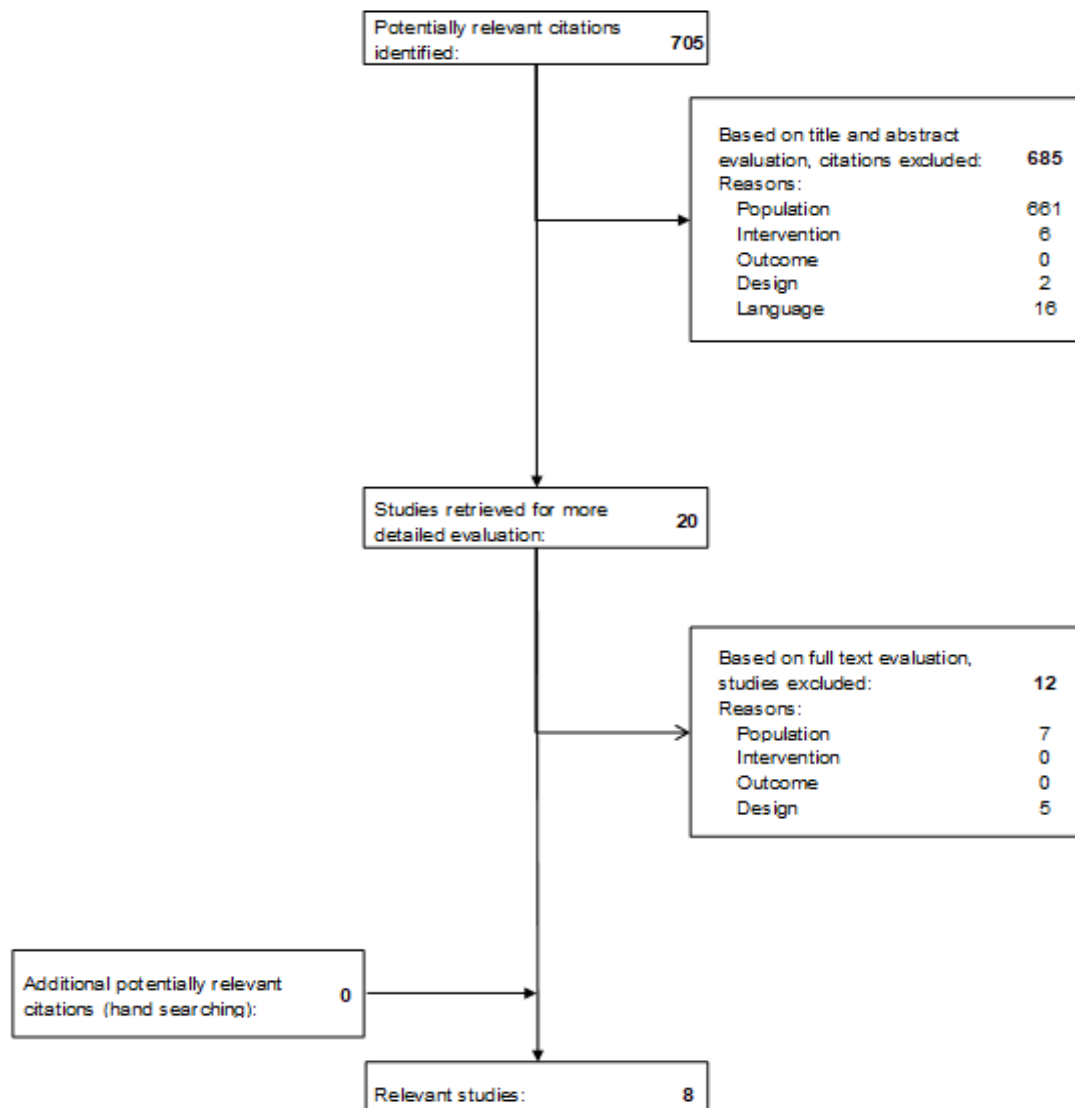 Potentially relevant citations
identified: 705
Based on title and abstract
evaluation, citations excluded: 685
Reasons:
Population 661
Intervention 6
Outcome 0
Design 2
Language 16
Studies retrieved for more
detailed evaluation: 20
Based on full text evaluation,
studies excluded: 12
Reasons:
Population 7
Intervention 0
Outcome 0
Design 5
Additional potentially relevant
citations (hand searching): 0
Relevant studies: 8